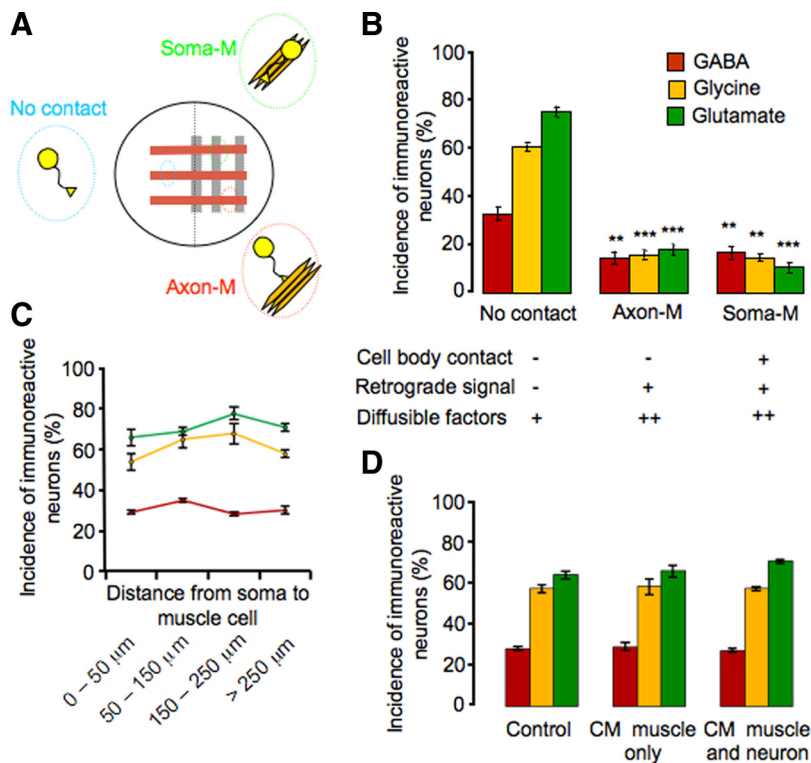 A
Soma-M
No contact
Axon-M
B
Incidence of immunoreactive
neurons (%)
100
80
60
40
20
0
GABA
Glycine
Glutamate
** *** ***
** ** ***
No contact Axon-M Soma-M
Cell body contact - - +
Retrograde signal - + +
Diffusible factors + ++ ++
C
Incidence of immunoreactive
neurons (%)
100
80
60
40
20
0
Distance from soma to
muscle cell
0 – 50 μm
50 – 150 μm
150 – 250 μm
> 250 μm
D
Incidence of immunoreactive
neurons (%)
100
80
60
40
20
0
Control CM muscle CM muscle
only and neuron